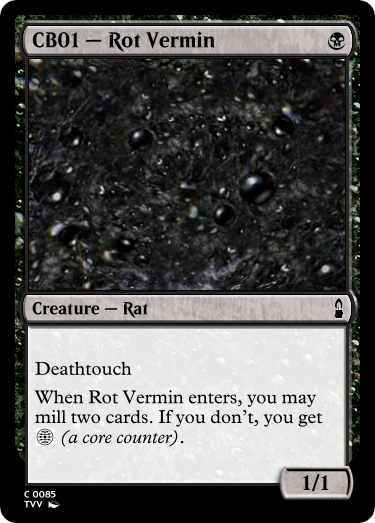 CB01 — Rot Vermin
Creature — Rat
Deathtouch
When Rot Vermin enters, you may
mill two cards. If you don't, you get
(a core counter).
1/1
C 0085
TVV